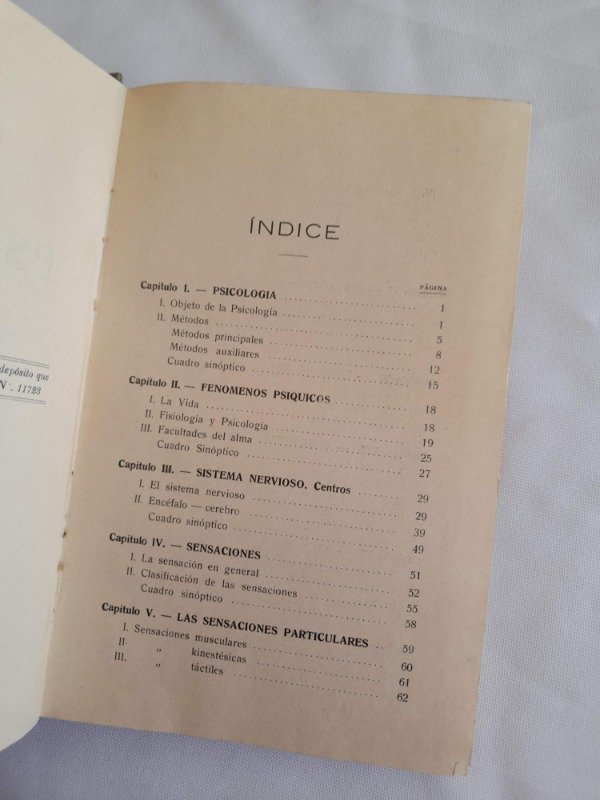 depósito que
Nº. 11723
ÍNDICE
PÁGINA
Capítulo I. — PSICOLOGIA 1
I. Objeto de la Psicología 1
II. Métodos 5
Métodos principales 8
Métodos auxiliares 12
Cuadro sinóptico 15
Capítulo II. — FENOMENOS PSIQUICOS 18
I. La Vida 18
II. Fisiología y Psicología 19
III. Facultades del alma 25
Cuadro Sinóptico 27
Capítulo III. — SISTEMA NERVIOSO. Centros 29
I. El sistema nervioso 29
II. Encéfalo — cerebro 39
Cuadro sinóptico 49
Capítulo IV. — SENSACIONES 51
I. La sensación en general 52
II. Clasificación de las sensaciones 55
Cuadro sinóptico 58
Capítulo V. — LAS SENSACIONES PARTICULARES 59
I. Sensaciones musculares 60
II. „ kinestésicas 61
III. „ táctiles 62